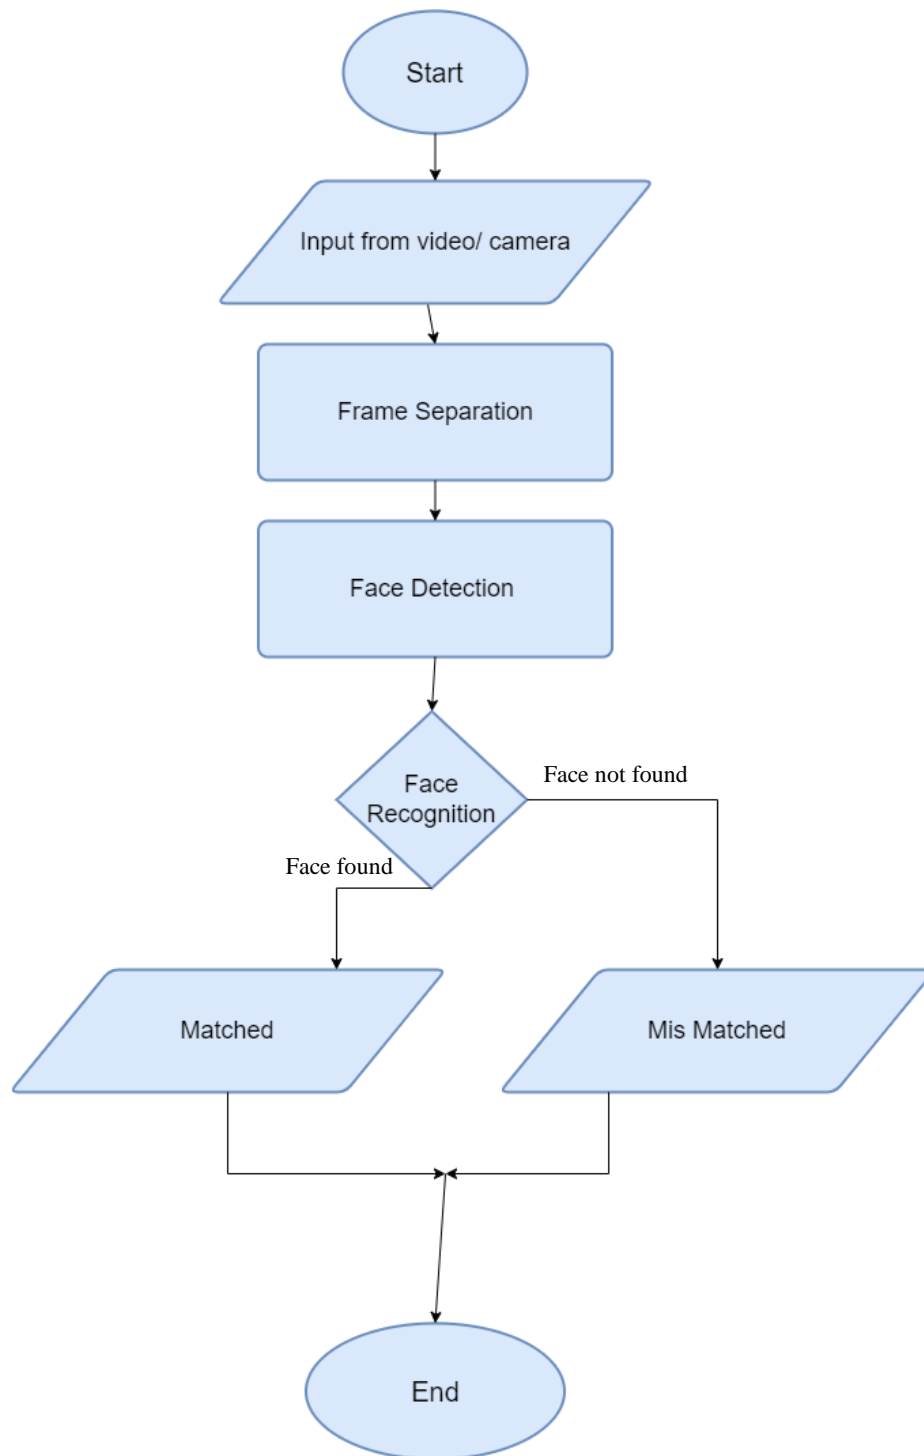 Start
Input from video/ camera
Frame Separation
Face Detection
Face
Recognition
Face not found
Face found
Matched
Mis Matched
End